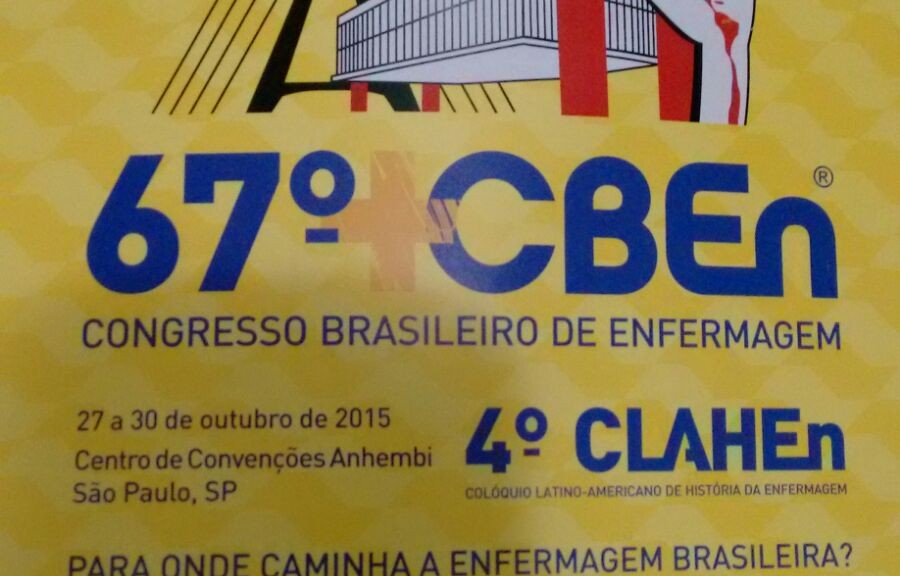 67º CBEn®
CONGRESSO BRASILEIRO DE ENFERMAGEM
27 a 30 de outubro de 2015
Centro de Convenções Anhembi
São Paulo, SP
4º CLAHEn
COLÓQUIO LATINO-AMERICANO DE HISTÓRIA DA ENFERMAGEM
PARA ONDE CAMINHA A ENFERMAGEM BRASILEIRA?